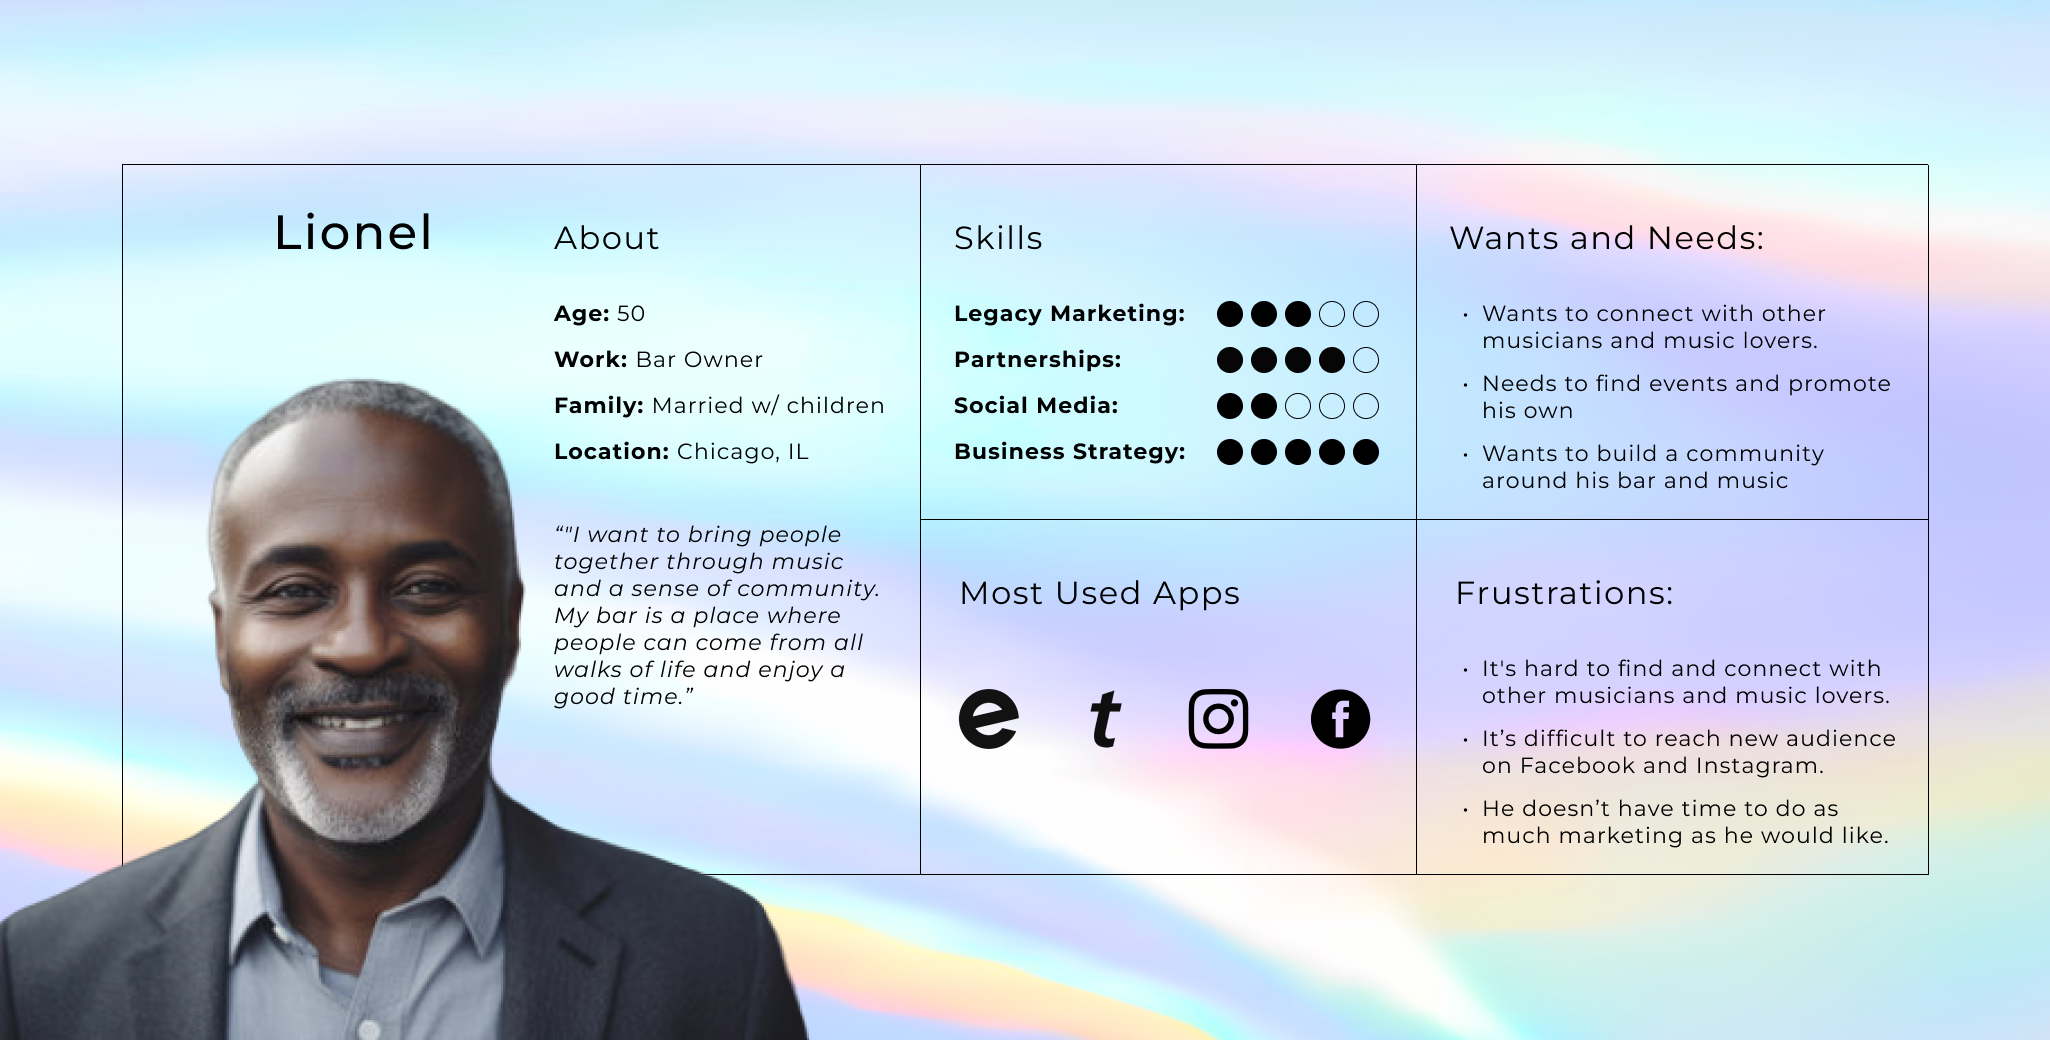 Lionel
About
Age: 50
Work: Bar Owner
Family: Married w/ children
Location: Chicago, IL
“"I want to bring people
together through music
and a sense of community.
My bar is a place where
people can come from all
walks of life and enjoy a
good time.”
Skills
Legacy Marketing:
Partnerships:
Social Media:
Business Strategy:
Most Used Apps
e t f
Wants and Needs:
• Wants to connect with other
musicians and music lovers.
• Needs to find events and promote
his own
• Wants to build a community
around his bar and music
Frustrations:
• It's hard to find and connect with
other musicians and music lovers.
• It’s difficult to reach new audience
on Facebook and Instagram.
• He doesn’t have time to do as
much marketing as he would like.